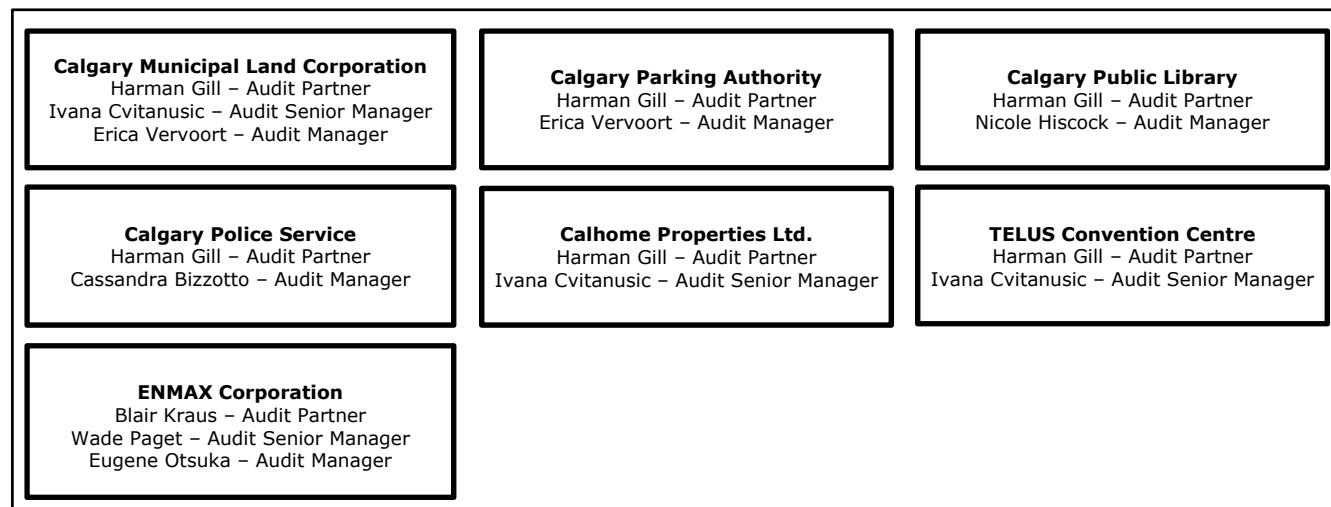 Calgary Municipal Land Corporation
Harman Gill – Audit Partner
Ivana Cvitanusic – Audit Senior Manager
Erica Vervoort – Audit Manager
Calgary Parking Authority
Harman Gill – Audit Partner
Erica Vervoort – Audit Manager
Calgary Public Library
Harman Gill – Audit Partner
Nicole Hiscock – Audit Manager
Calgary Police Service
Harman Gill – Audit Partner
Cassandra Bizzotto – Audit Manager
Calhome Properties Ltd.
Harman Gill – Audit Partner
Ivana Cvitanusic – Audit Senior Manager
TELUS Convention Centre
Harman Gill – Audit Partner
Ivana Cvitanusic – Audit Senior Manager
ENMAX Corporation
Blair Kraus – Audit Partner
Wade Paget – Audit Senior Manager
Eugene Otsuka – Audit Manager